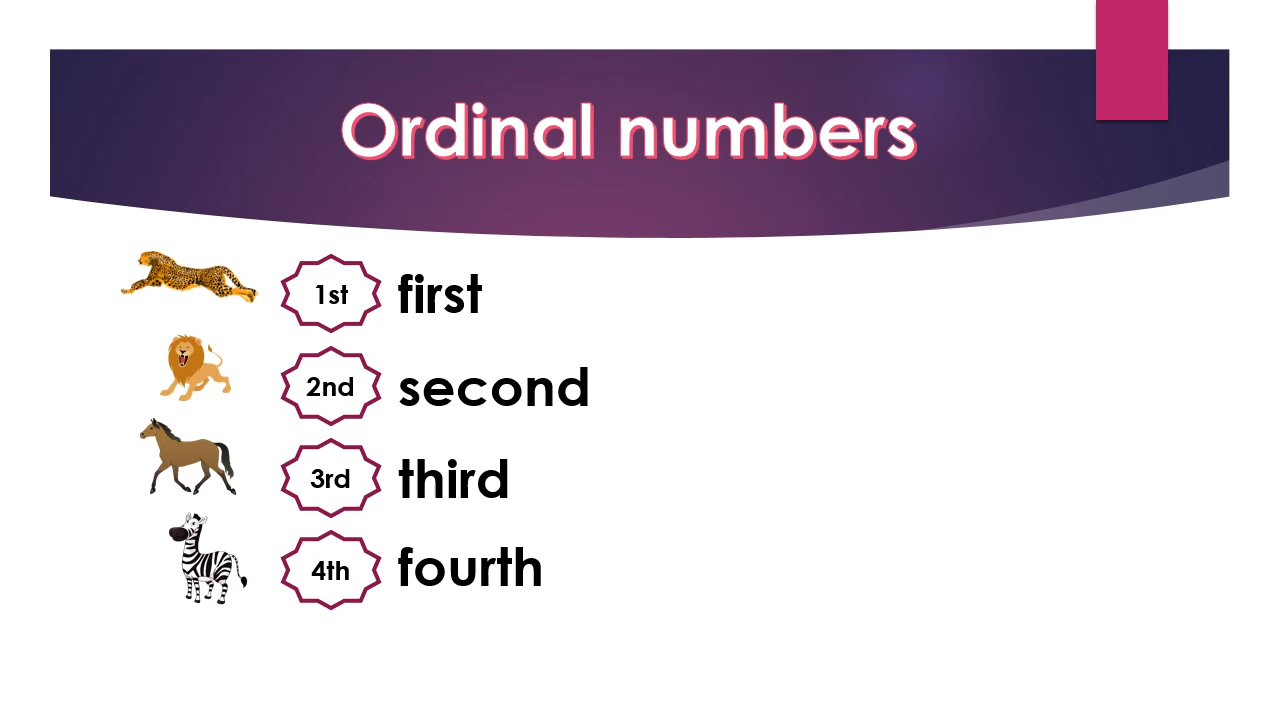 Ordinal numbers
1st first
2nd second
3rd third
4th fourth